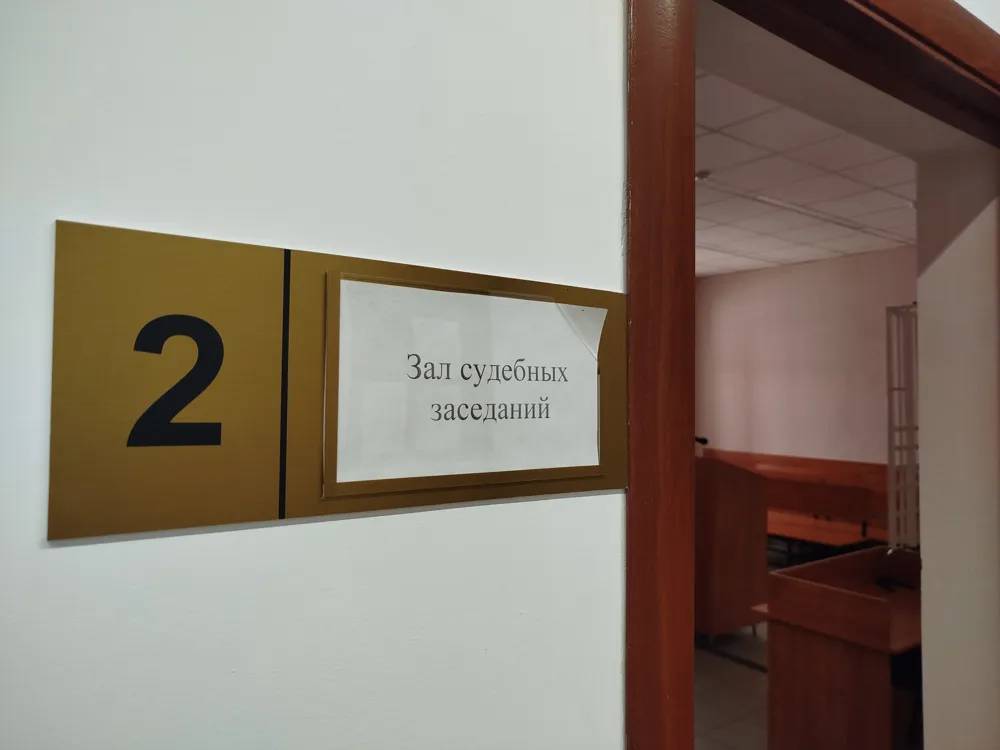 2
Зал судебных
заседаний